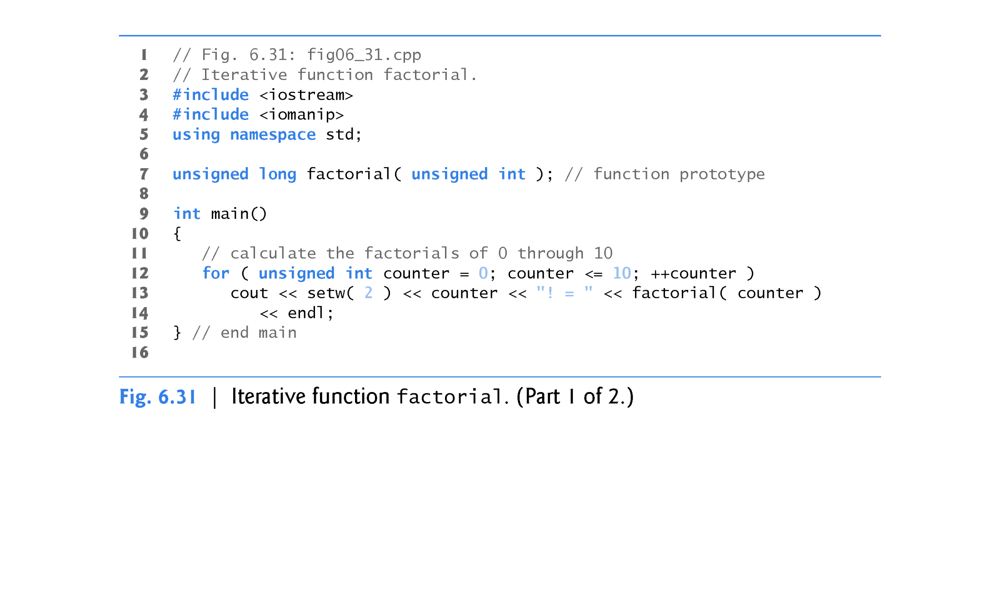 1 // Fig. 6.31: fig06_31.cpp
2 // Iterative function factorial.
3 #include <iostream>
4 #include <iomanip>
5 using namespace std;
6
7 unsigned long factorial( unsigned int ); // function prototype
8
9 int main()
10 {
11    // calculate the factorials of 0 through 10
12    for ( unsigned int counter = 0; counter <= 10; ++counter )
13       cout << setw( 2 ) << counter << "! = " << factorial( counter )
14          << endl;
15 } // end main
16
Fig. 6.31 | Iterative function factorial. (Part 1 of 2.)